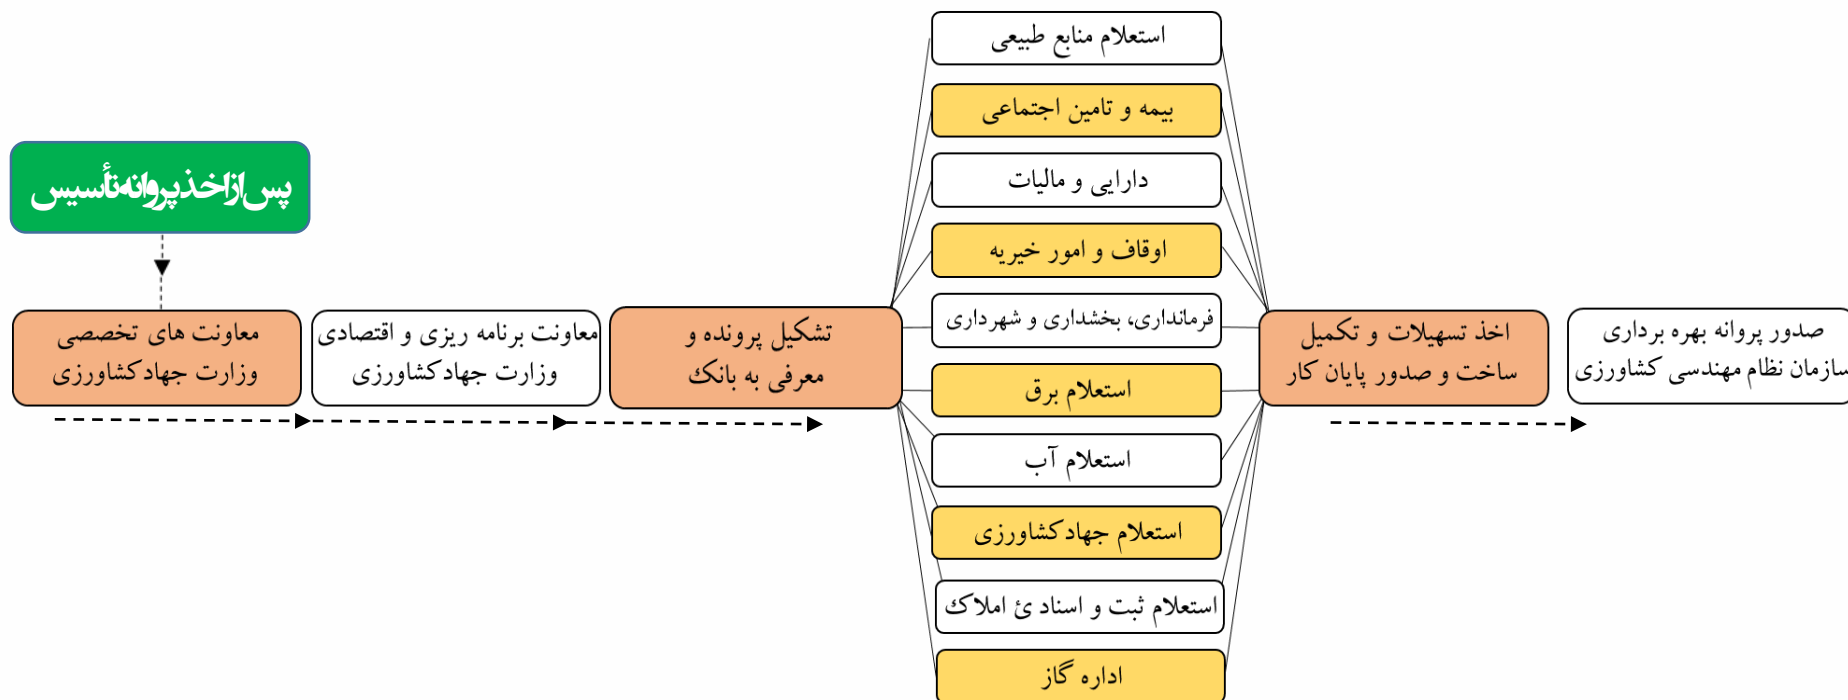 پس از اخذ پروانه تأسیس
معاونت های تخصصی
وزارت جهادکشاورزی
معاونت برنامه ریزی و اقتصادی
وزارت جهادکشاورزی
تشکیل پرونده و
معرفی به بانک
استعلام منابع طبیعی
بیمه و تامین اجتماعی
دارایی و مالیات
اوقاف و امور خیریه
فرمانداری، بخشداری و شهرداری
استعلام برق
استعلام آب
استعلام جهادکشاورزی
استعلام ثبت و اسناد ئ املاک
اداره گاز
اخذ تسهیلات و تکمیل
ساخت و صدور پایان کار
صدور پروانه بهره برداری
سازمان نظام مهندسی کشاورزی